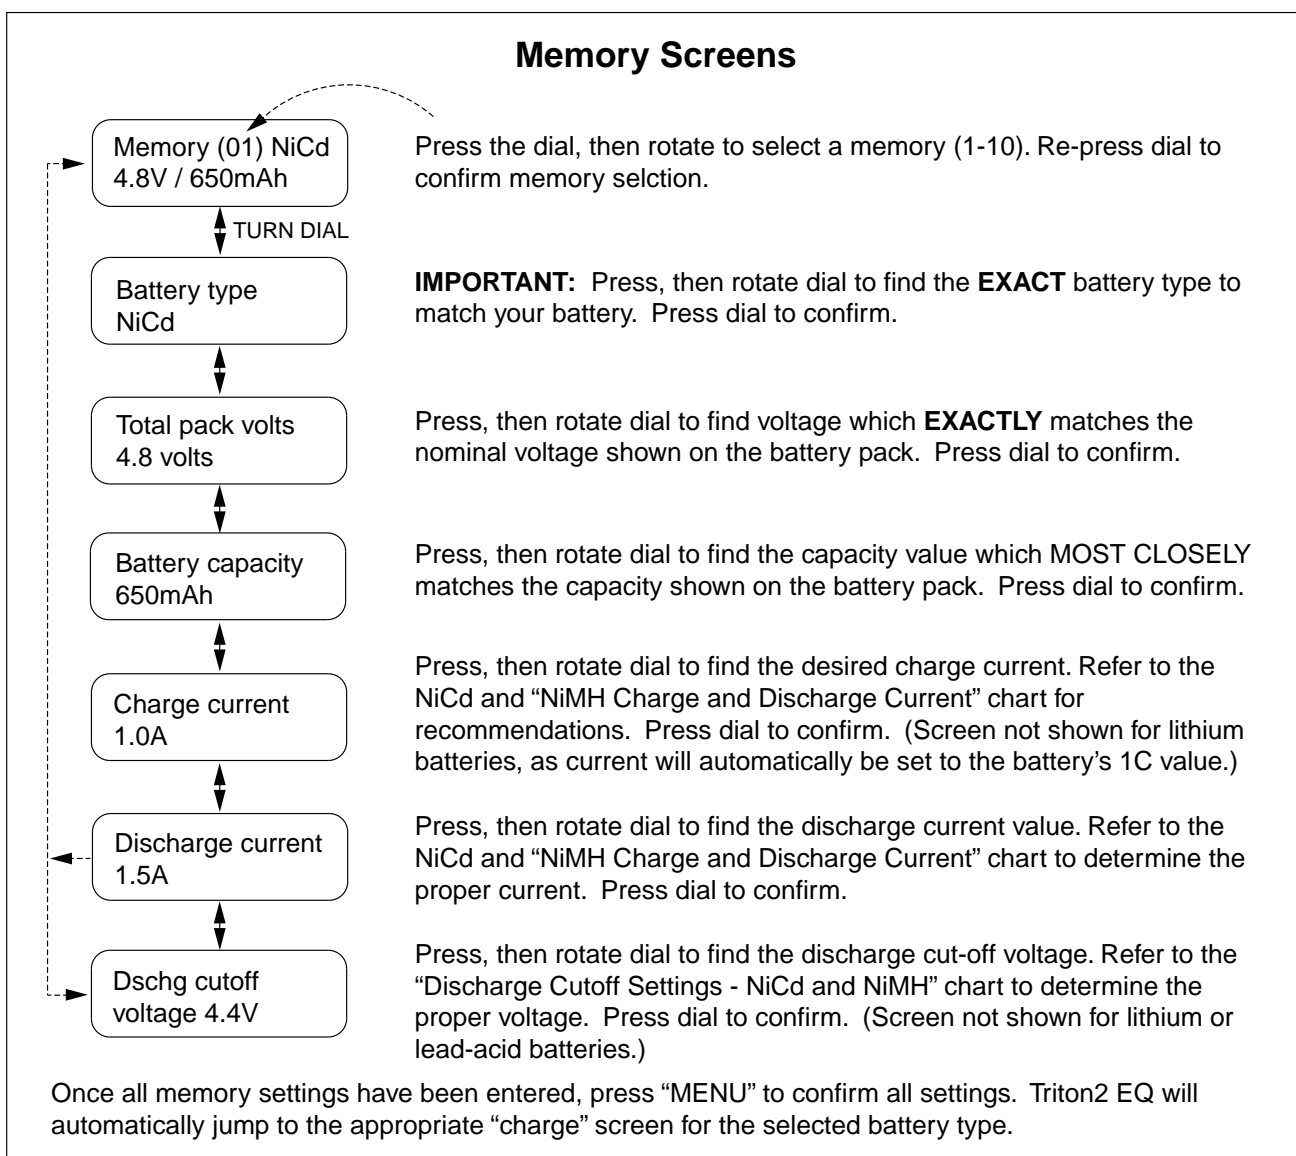 Memory Screens
Memory (01) NiCd
4.8V / 650mAh
Press the dial, then rotate to select a memory (1-10). Re-press dial to
confirm memory selction.
TURN DIAL
Battery type
NiCd
IMPORTANT:  Press, then rotate dial to find the EXACT battery type to
match your battery.  Press dial to confirm.
Total pack volts
4.8 volts
Press, then rotate dial to find voltage which EXACTLY matches the
nominal voltage shown on the battery pack.  Press dial to confirm.
Battery capacity
650mAh
Press, then rotate dial to find the capacity value which MOST CLOSELY
matches the capacity shown on the battery pack.  Press dial to confirm.
Charge current
1.0A
Press, then rotate dial to find the desired charge current. Refer to the
NiCd and “NiMH Charge and Discharge Current” chart for
recommendations.  Press dial to confirm.  (Screen not shown for lithium
batteries, as current will automatically be set to the battery’s 1C value.)
Discharge current
1.5A
Press, then rotate dial to find the discharge current value. Refer to the
NiCd and “NiMH Charge and Discharge Current” chart to determine the
proper current.  Press dial to confirm.
Dschg cutoff
voltage 4.4V
Press, then rotate dial to find the discharge cut-off voltage. Refer to the
“Discharge Cutoff Settings - NiCd and NiMH” chart to determine the
proper voltage.  Press dial to confirm.  (Screen not shown for lithium or
lead-acid batteries.)
Once all memory settings have been entered, press “MENU” to confirm all settings.  Triton2 EQ will
automatically jump to the appropriate “charge” screen for the selected battery type.